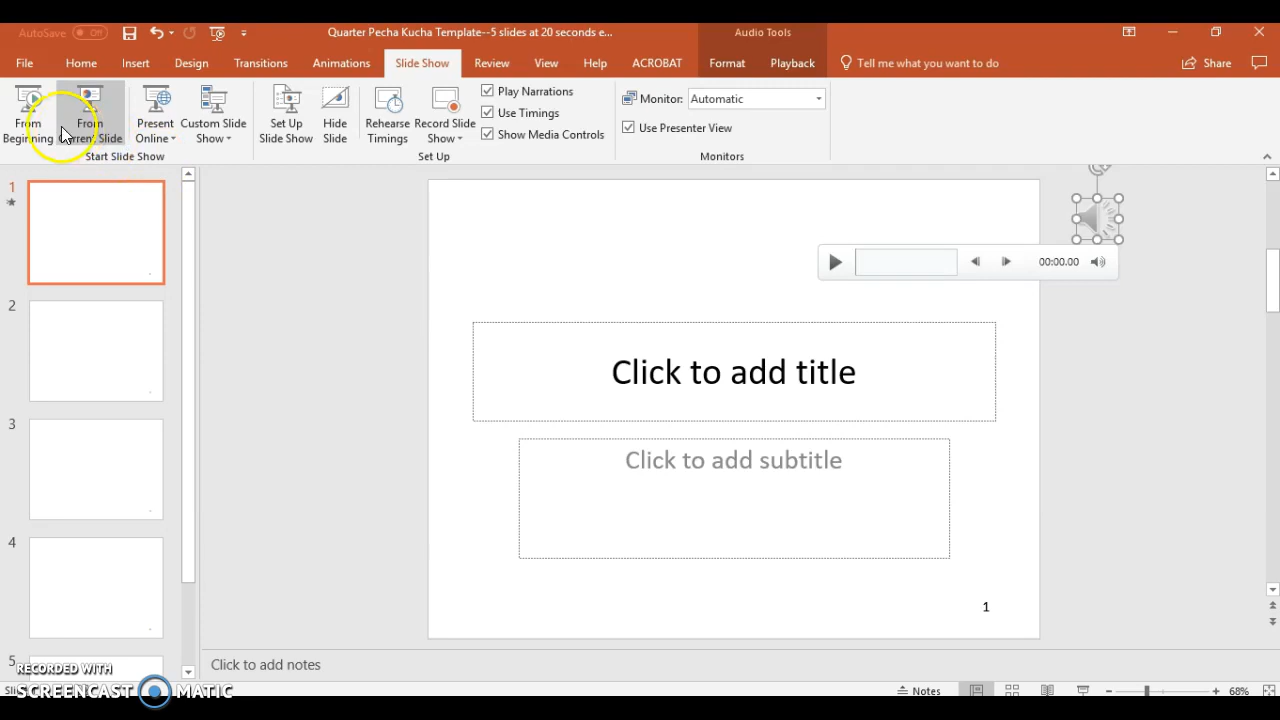 AutoSave Off
Quarter Pecha Kucha Template--5 slides at 20 seconds e...
Audio Tools
File Home Insert Design Transitions Animations Slide Show Review View Help ACROBAT Format Playback Tell me what you want to do Share
From Beginning
From Current Slide
Present Online
Custom Slide Show
Set Up Slide Show
Hide Slide
Rehearse Timings
Record Slide Show
Play Narrations
Use Timings
Show Media Controls
Monitor: Automatic
Use Presenter View
Start Slide Show
Set Up
Monitors
1
2
3
4
5
00:00.00
Click to add title
Click to add subtitle
1
Click to add notes
RECORDED WITH
SCREENCAST MATIC
Notes
68%